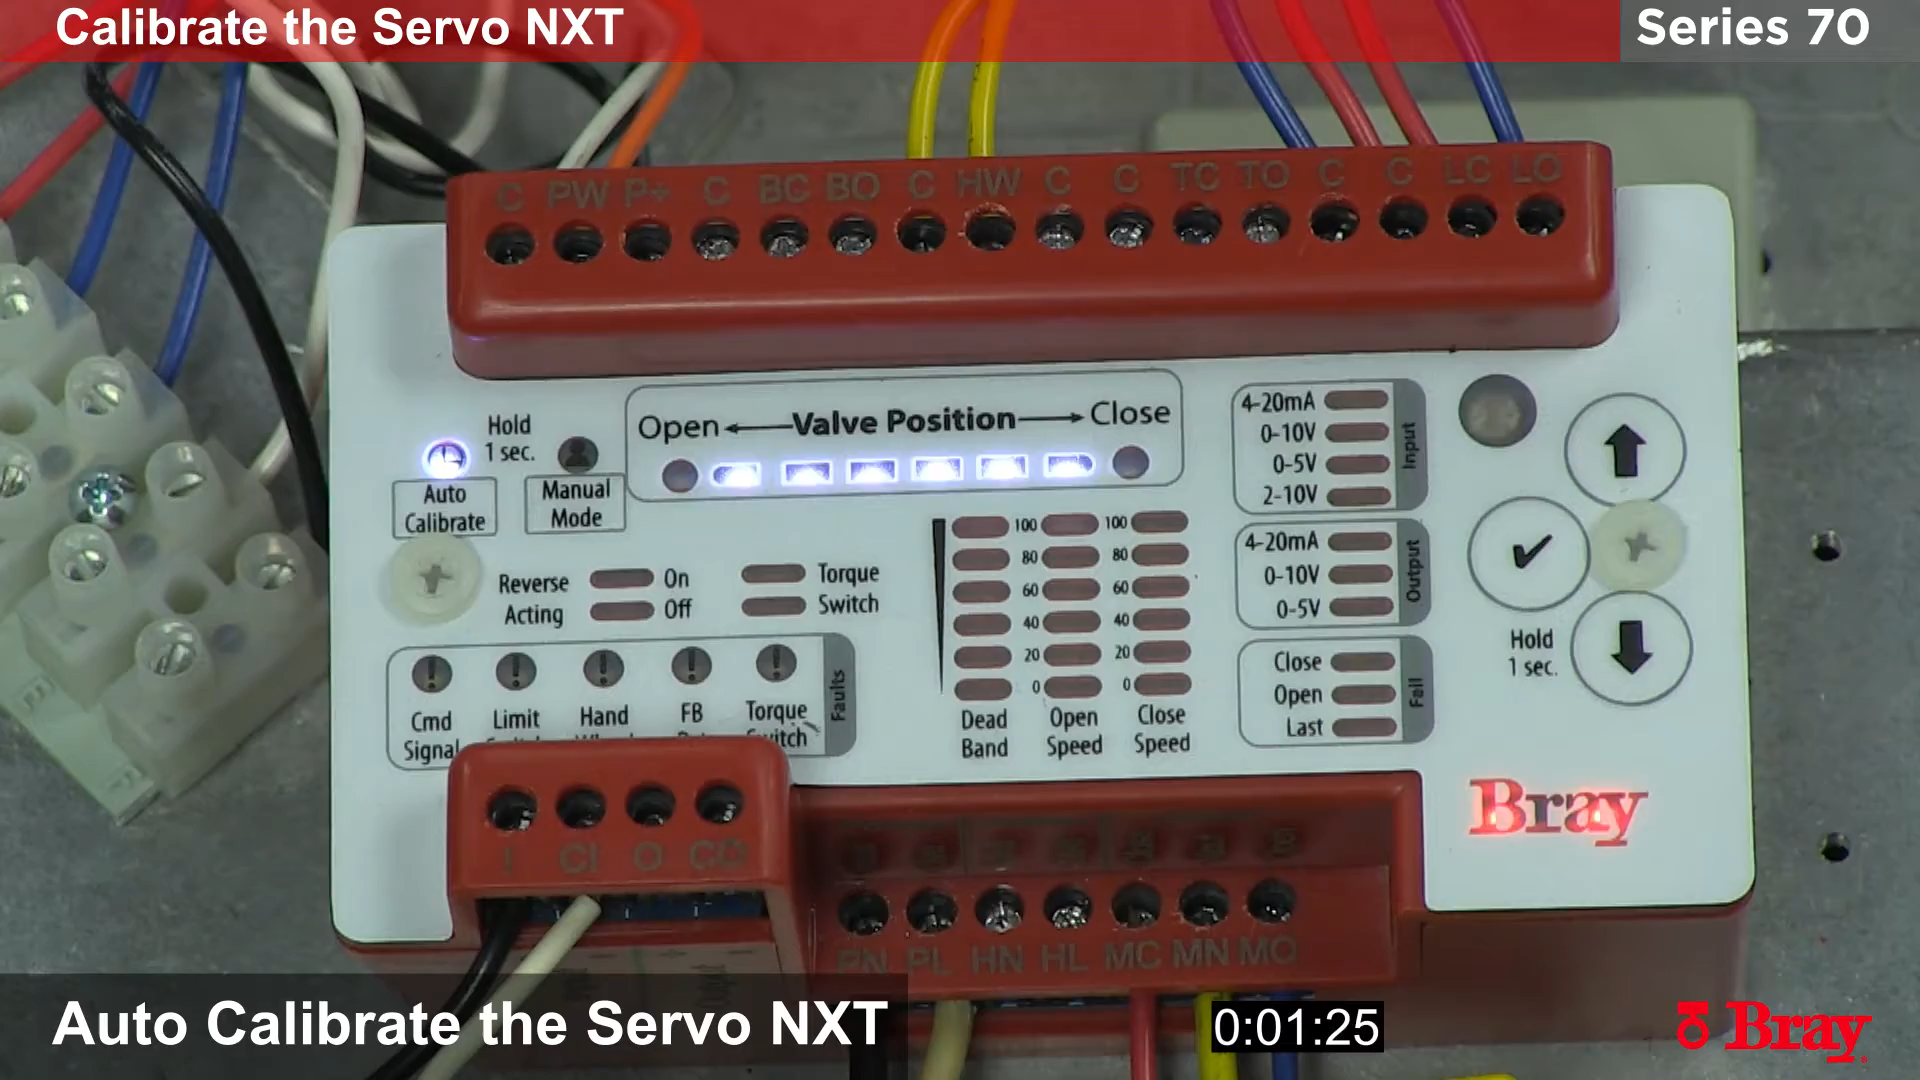 Calibrate the Servo NXT
Series 70
C PW P+ C BC BO C HW C C TC TO C C LC LO
Hold
1 sec.
Auto
Calibrate
Manual
Mode
Open Valve Position Close
4-20mA
0-10V
0-5V
2-10V
Input
4-20mA
0-10V
0-5V
Output
Close
Open
Last
Fail
Hold
1 sec.
Reverse
Acting
On
Off
Torque
Switch
100 100
80 80
60 60
40 40
20 20
0 0
Dead
Band
Open
Speed
Close
Speed
Cmd
Signal
Limit
Hand
FB
Torque
Switch
Faults
I CI O CO
PN PL HN HL MC MN MO
Bray
Auto Calibrate the Servo NXT
0:01:25
Bray